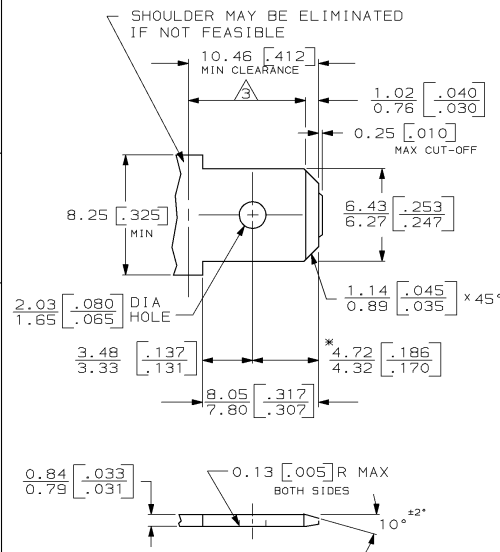 SHOULDER MAY BE ELIMINATED
IF NOT FEASIBLE
10.46 [.412]
MIN CLEARANCE
3
1.02 [.040]
0.76 [.030]
0.25 [.010]
MAX CUT-OFF
8.25 [.325]
MIN
6.43 [.253]
6.27 [.247]
2.03 [.080] DIA
1.65 [.065] HOLE
1.14 [.045] × 45°
0.89 [.035]
3.48 [.137]
3.33 [.131]
*4.72 [.186]
4.32 [.170]
8.05 [.317]
7.80 [.307]
0.84 [.033]
0.79 [.031]
0.13 [.005] R MAX
BOTH SIDES
10° ±2°